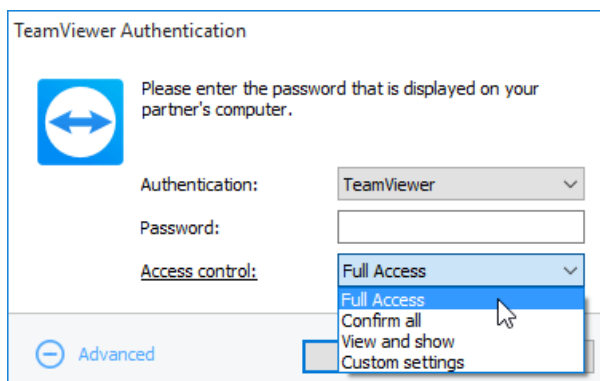 TeamViewer Authentication
Please enter the password that is displayed on your
partner's computer.
Authentication: TeamViewer
Password:
Access control: Full Access
Full Access
Confirm all
View and show
Custom settings
Advanced